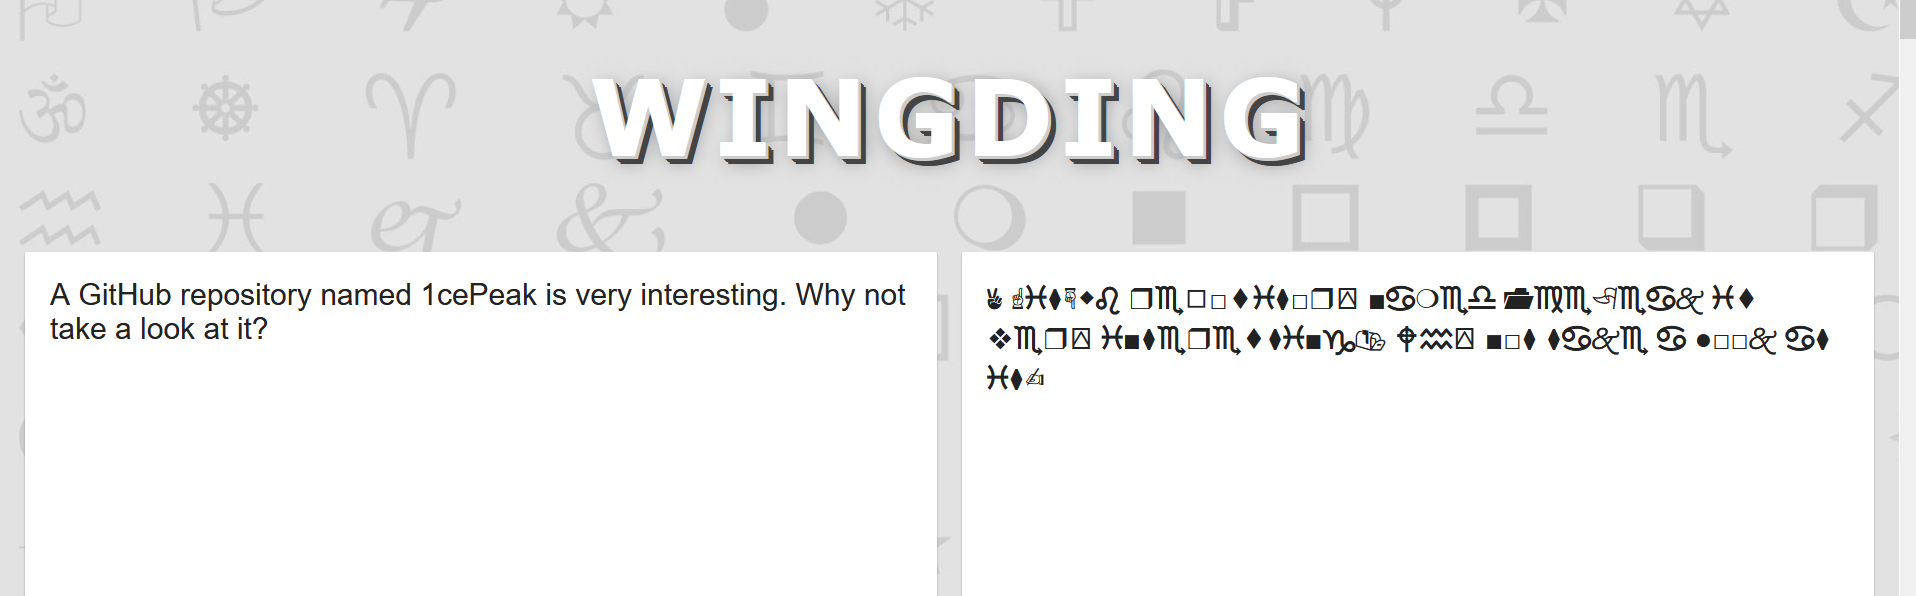 WINGDING
A GitHub repository named 1cePeak is very interesting. Why not
take a look at it?
✌ ☝♓⧫☟◆♌ ❒♏◻□⬧♓⧫□❒⍓ ■♋❍♏♎ 📂♍♏🏱♏♋🙵 ♓⬧
❖♏❒⍓ ♓■⧫♏❒♏⬧⧫♓■♑📬 🕈♒⍓ ■□⧫ ⧫♋🙵♏ ♋ ●□□🙵 ♋⧫
♓⧫✍